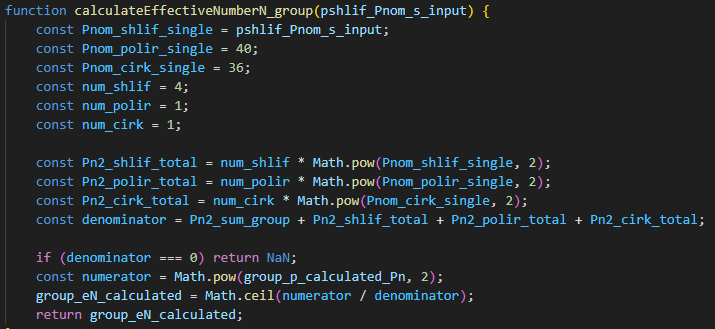 function calculateEffectiveNumberN_group(pshlif_Pnom_s_input) {
const Pnom_shlif_single = pshlif_Pnom_s_input;
const Pnom_polir_single = 40;
const Pnom_cirk_single = 36;
const num_shlif = 4;
const num_polir = 1;
const num_cirk = 1;
const Pn2_shlif_total = num_shlif * Math.pow(Pnom_shlif_single, 2);
const Pn2_polir_total = num_polir * Math.pow(Pnom_polir_single, 2);
const Pn2_cirk_total = num_cirk * Math.pow(Pnom_cirk_single, 2);
const denominator = Pn2_sum_group + Pn2_shlif_total + Pn2_polir_total + Pn2_cirk_total;
if (denominator === 0) return NaN;
const numerator = Math.pow(group_p_calculated_Pn, 2);
group_eN_calculated = Math.ceil(numerator / denominator);
return group_eN_calculated;